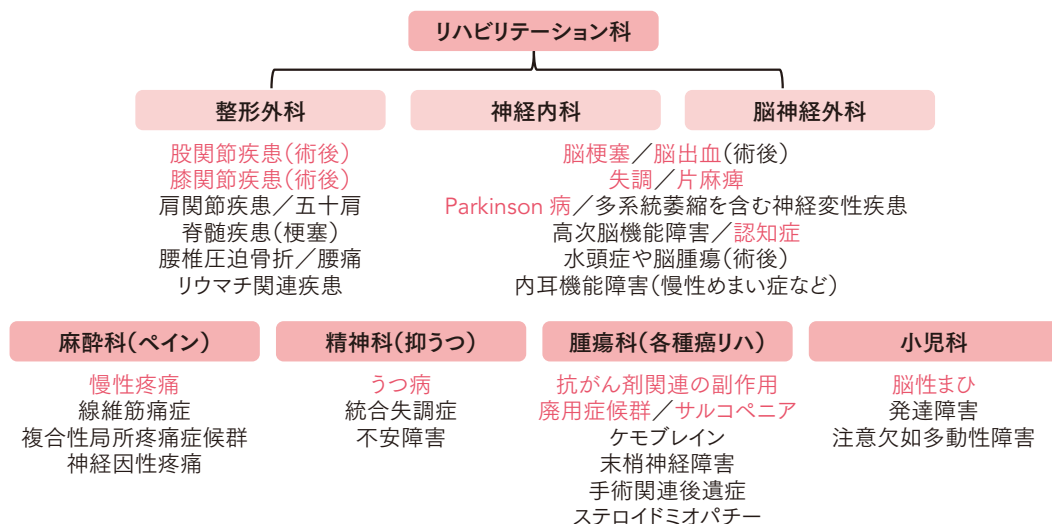 リハビリテーション科
整形外科
股関節疾患(術後)
膝関節疾患(術後)
肩関節疾患／五十肩
脊髄疾患(梗塞)
腰椎圧迫骨折／腰痛
リウマチ関連疾患
神経内科
脳神経外科
脳梗塞／脳出血(術後)
失調／片麻痺
Parkinson 病／多系統萎縮を含む神経変性疾患
高次脳機能障害／認知症
水頭症や脳腫瘍(術後)
内耳機能障害(慢性めまい症など)
麻酔科(ペイン)
慢性疼痛
線維筋痛症
複合性局所疼痛症候群
神経因性疼痛
精神科(抑うつ)
うつ病
統合失調症
不安障害
腫瘍科(各種癌リハ)
抗がん剤関連の副作用
廃用症候群／サルコペニア
ケモブレイン
末梢神経障害
手術関連後遺症
ステロイドミオパチー
小児科
脳性まひ
発達障害
注意欠如多動性障害